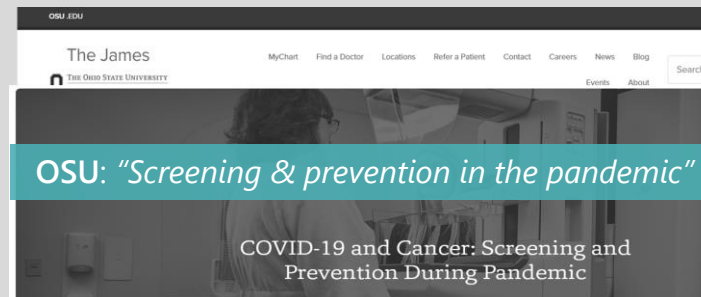 OSU.EDU
The James
MyChart Find a Doctor Locations Refer a Patient Contact Careers News Blog
Search
THE OHIO STATE UNIVERSITY
Events About
OSU: “Screening & prevention in the pandemic”
COVID-19 and Cancer: Screening and
Prevention During Pandemic